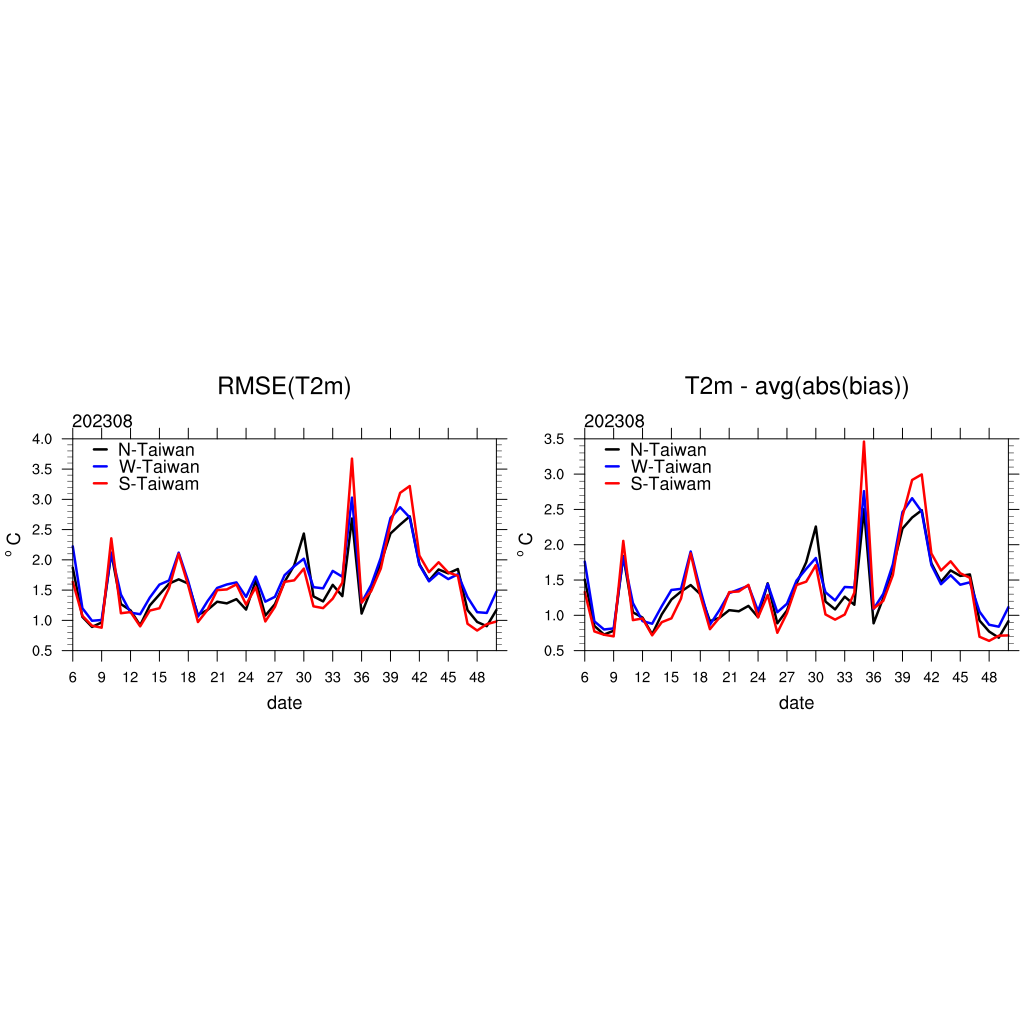 RMSE(T2m)
202308
4.0
3.5
3.0
2.5
2.0
1.5
1.0
0.5
° C
N-Taiwan
W-Taiwan
S-Taiwam
6 9 12 15 18 21 24 27 30 33 36 39 42 45 48
date
T2m - avg(abs(bias))
202308
3.5
3.0
2.5
2.0
1.5
1.0
0.5
° C
N-Taiwan
W-Taiwan
S-Taiwam
6 9 12 15 18 21 24 27 30 33 36 39 42 45 48
date